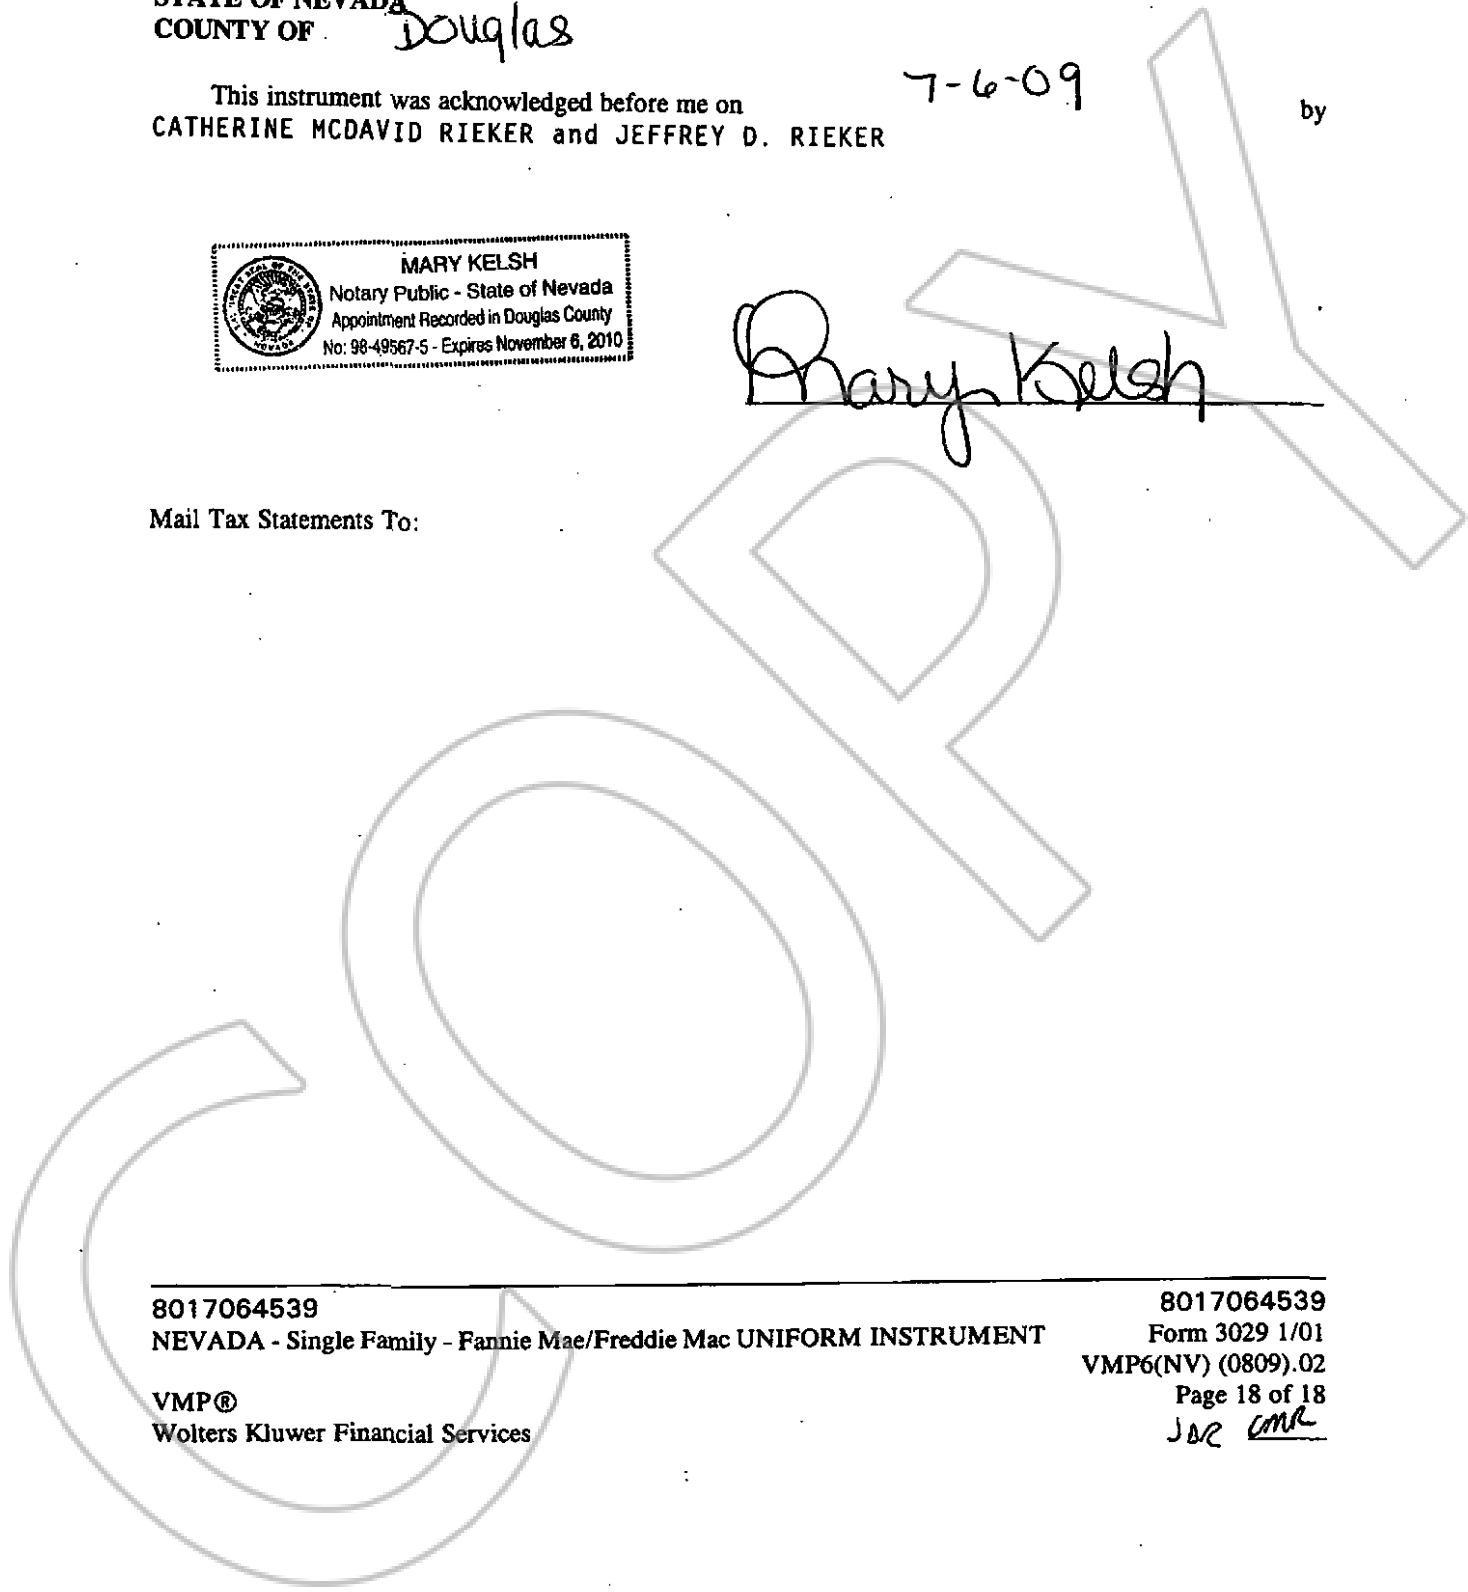 STATE OF NEVADA
COUNTY OF Douglas
This instrument was acknowledged before me on 7-6-09 by
CATHERINE MCDAVID RIEKER and JEFFREY D. RIEKER
MARY KELSH
Notary Public - State of Nevada
Appointment Recorded in Douglas County
No: 98-49567-5 - Expires November 6, 2010
Mary Kelsh
Mail Tax Statements To:
COPY
8017064539 8017064539
NEVADA - Single Family - Fannie Mae/Freddie Mac UNIFORM INSTRUMENT Form 3029 1/01
VMP6(NV) (0809).02
VMP® Page 18 of 18
Wolters Kluwer Financial Services JDR CMR